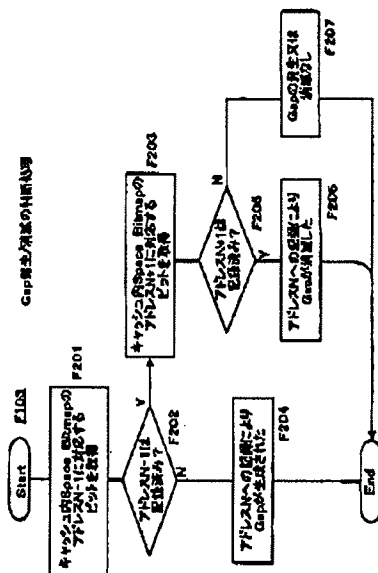 Gap発生/消滅の判断処理
F103
Start
F201
キャッシュ内Space Bitmapの
アドレスN-1に対応する
ビットを取得
F202
アドレスN-1は
記録済み?
Y
N
F203
キャッシュ内Space Bitmapの
アドレスN+1に対応する
ビットを取得
F204
アドレスNへの記録により
Gapが生成された
アドレスN+1は
記録済み?
F206
Y
N
アドレスNへの記録により
Gapが消滅した
F205
Gapの発生又は
消滅なし
F207
End